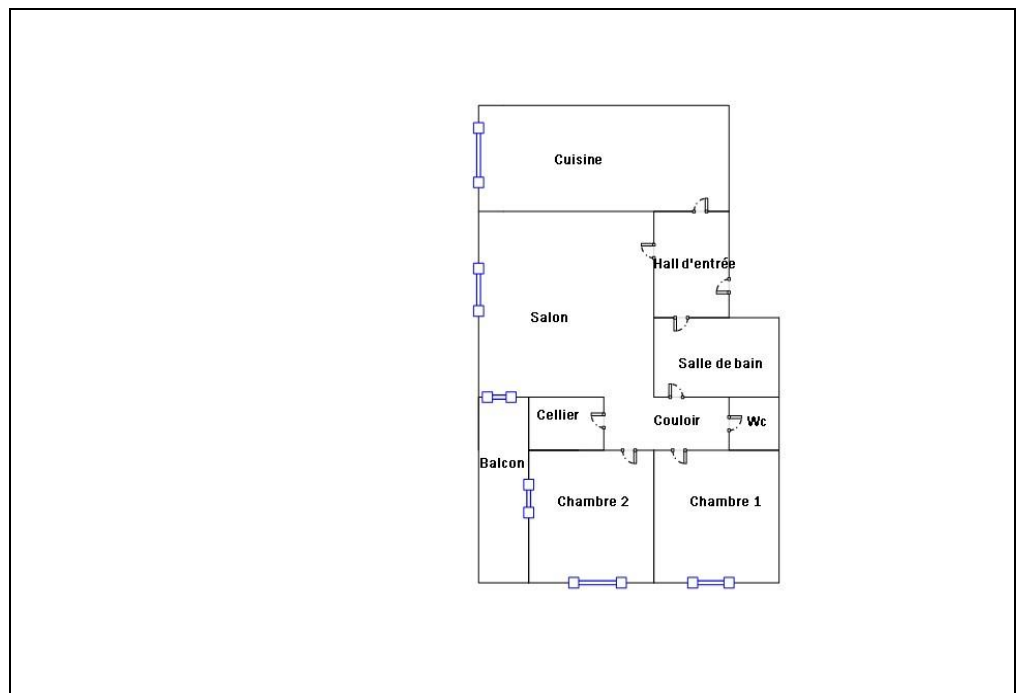 Cuisine
Hall d'entrée
Salon
Salle de bain
Cellier
Couloir
Wc
Balcon
Chambre 2
Chambre 1